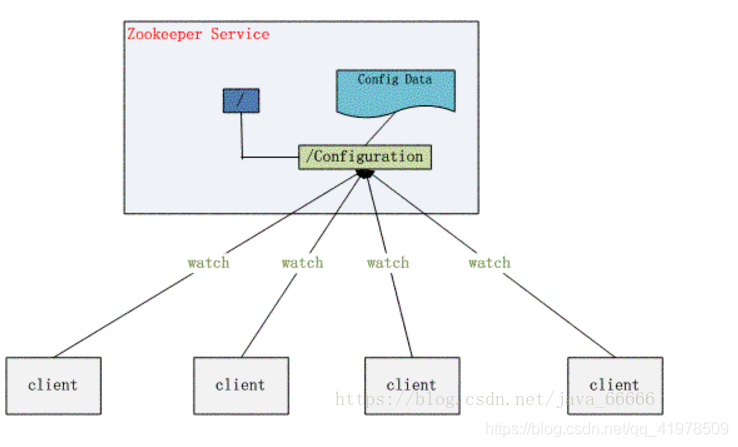 Zookeeper Service
Config Data
/
/Configuration
watch watch watch watch
client client client client
https://blog.csdn.net/java_66666
https://blog.csdn.net/qq_41978509